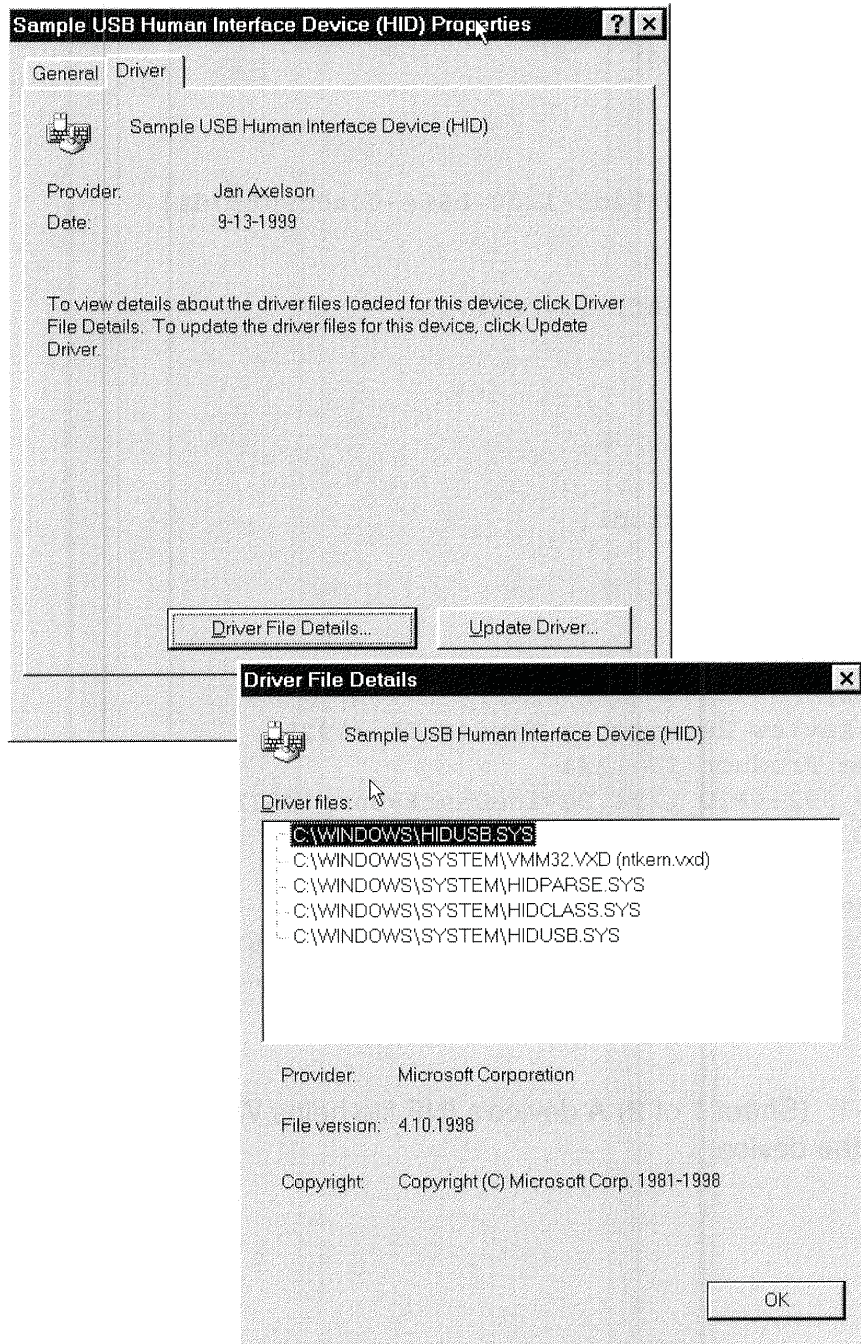 Sample USB Human Interface Device (HID) Properties
General Driver
Sample USB Human Interface Device (HID)
Provider: Jan Axelson
Date: 9-13-1999
To view details about the driver files loaded for this device, click Driver
File Details. To update the driver files for this device, click Update
Driver.
Driver File Details... Update Driver...
Driver File Details
Sample USB Human Interface Device (HID)
Driver files:
C:\WINDOWS\HIDUSB.SYS
C:\WINDOWS\SYSTEM\VMM32.VXD (ntkern.vxd)
C:\WINDOWS\SYSTEM\HIDPARSE.SYS
C:\WINDOWS\SYSTEM\HIDCLASS.SYS
C:\WINDOWS\SYSTEM\HIDUSB.SYS
Provider: Microsoft Corporation
File version: 4.10.1998
Copyright: Copyright (C) Microsoft Corp. 1981-1998
OK